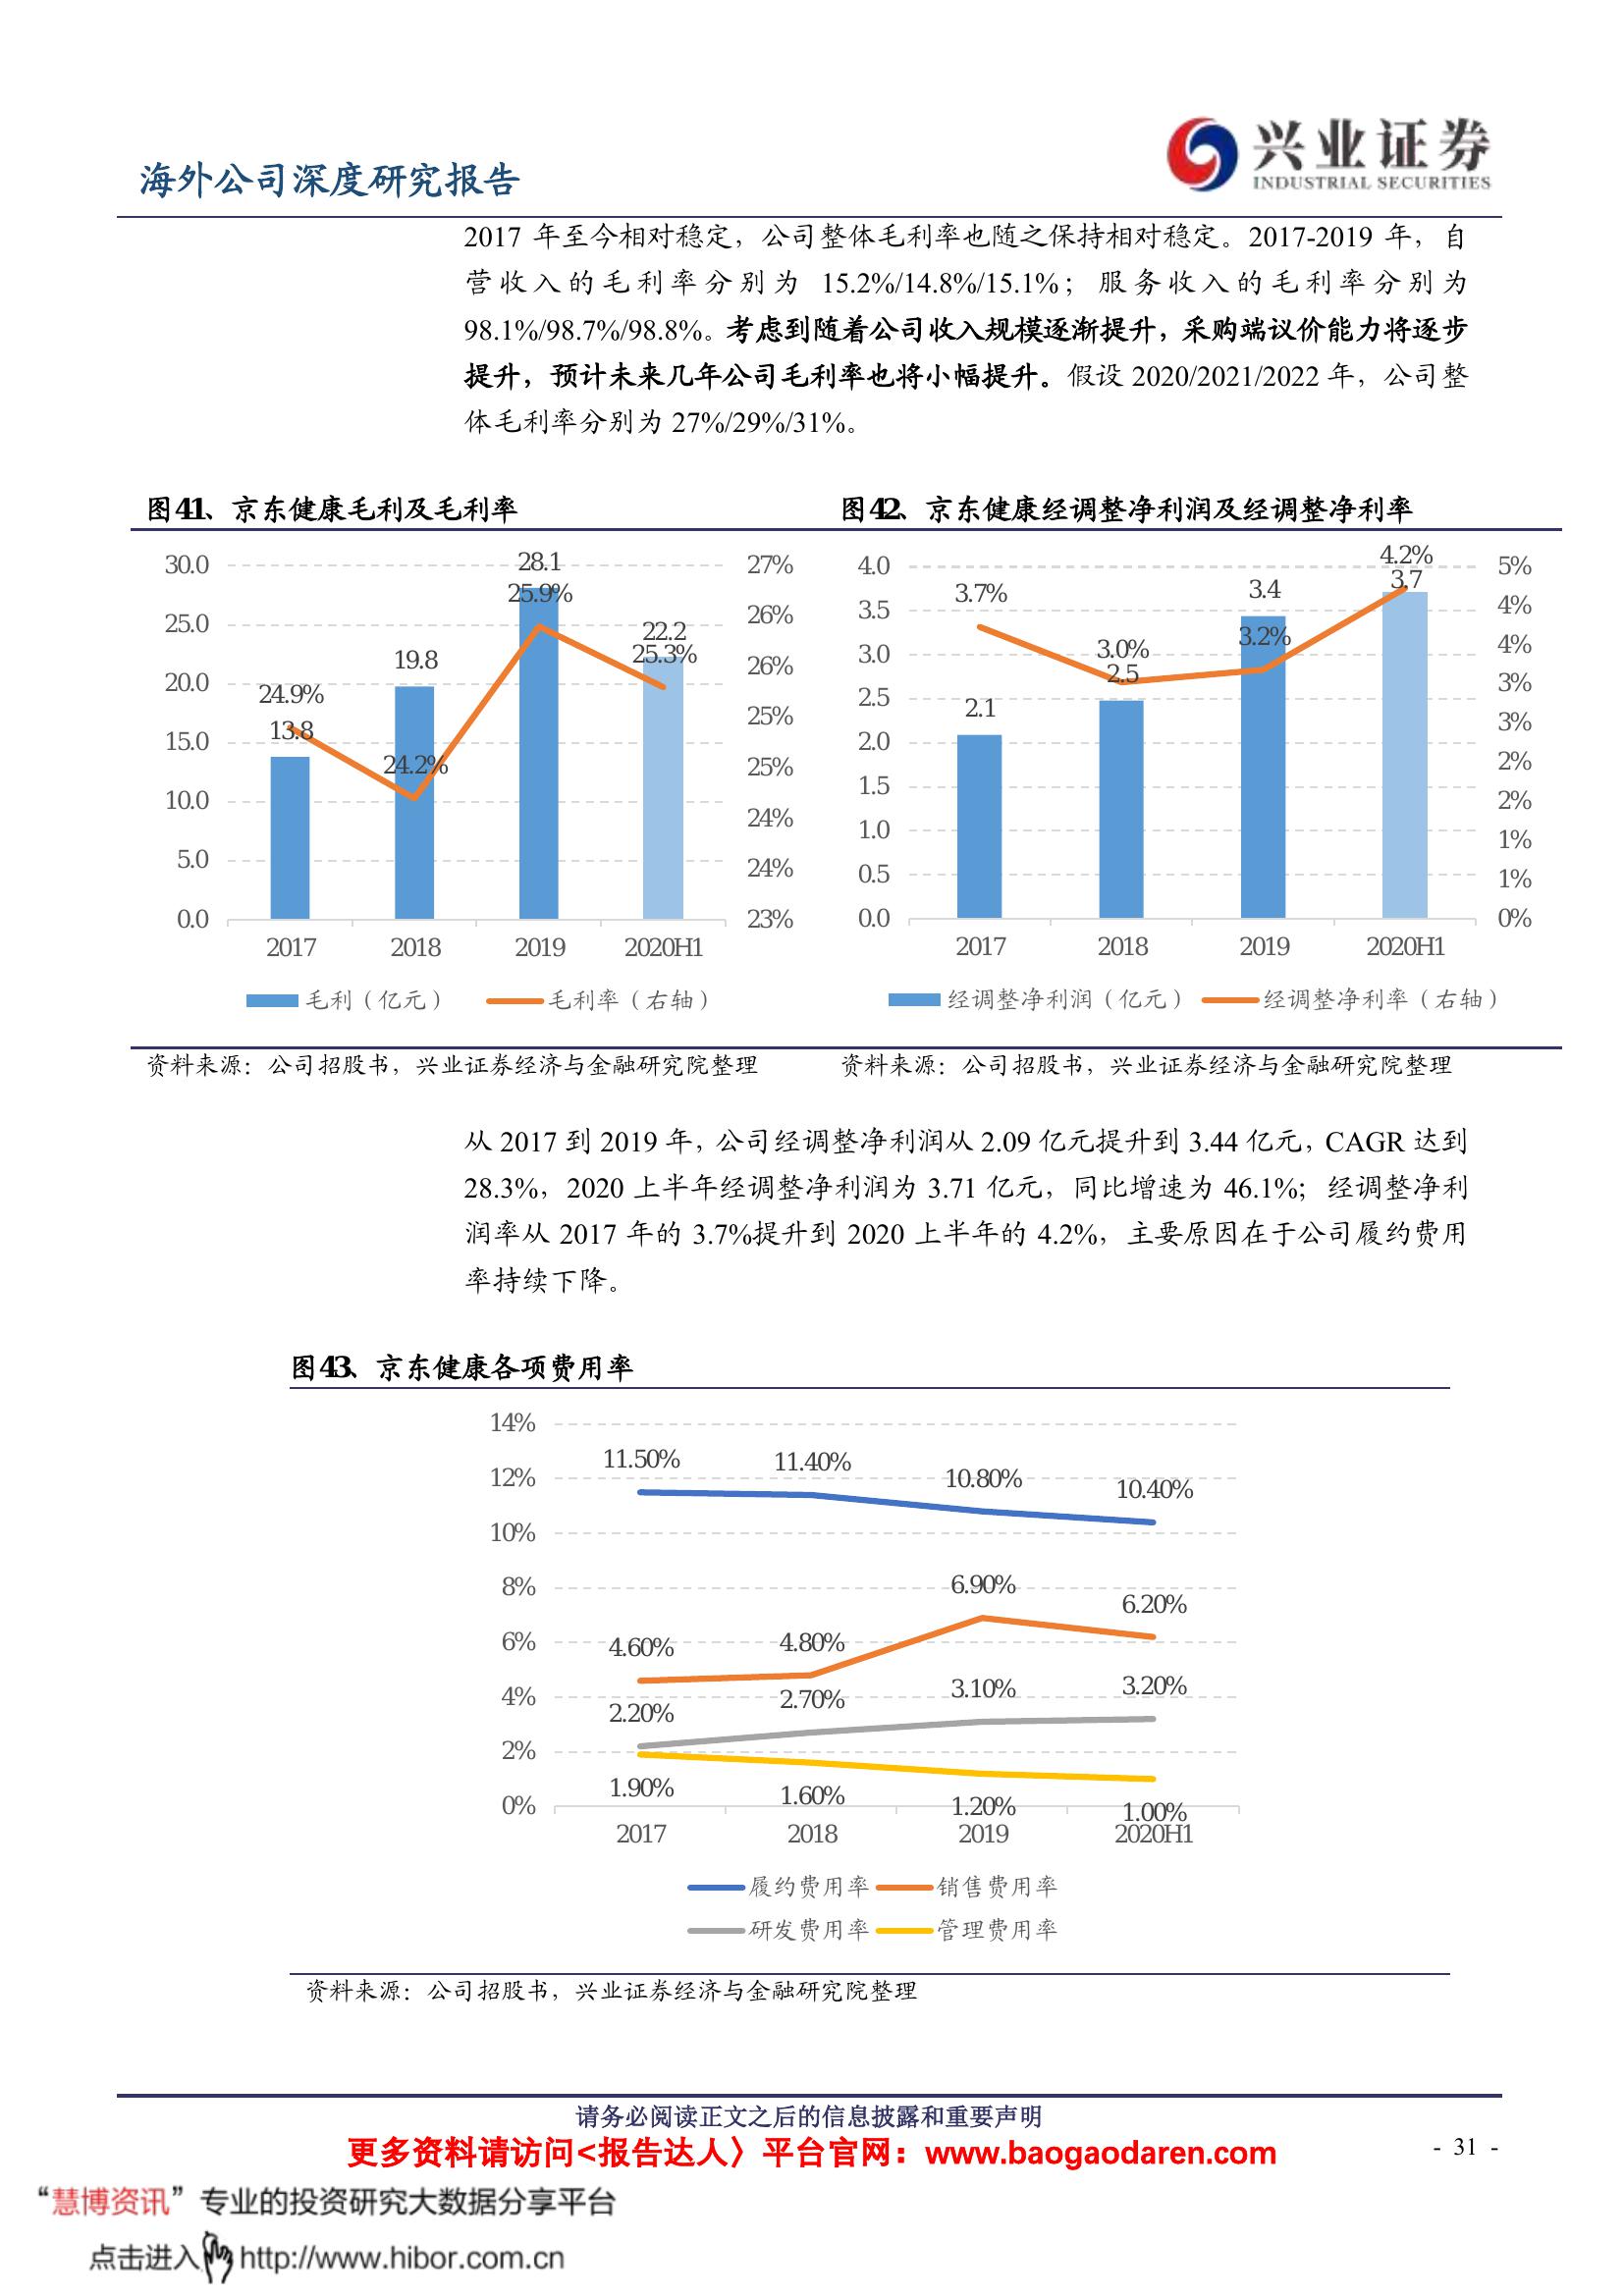 海外公司深度研究报告
兴业证券
INDUSTRIAL SECURITIES
2017 年至今相对稳定，公司整体毛利率也随之保持相对稳定。2017-2019 年，自
营收入的毛利率分别为 15.2%/14.8%/15.1%；服务收入的毛利率分别为
98.1%/98.7%/98.8%。考虑到随着公司收入规模逐渐提升，采购端议价能力将逐步
提升，预计未来几年公司毛利率也将小幅提升。假设 2020/2021/2022 年，公司整
体毛利率分别为 27%/29%/31%。
图41、京东健康毛利及毛利率
30.0
25.0
20.0
15.0
10.0
5.0
0.0
24.9%
13.8
19.8
24.2%
28.1
25.9%
22.2
25.3%
27%
26%
26%
25%
25%
24%
24%
23%
2017 2018 2019 2020H1
毛利（亿元） 毛利率（右轴）
资料来源：公司招股书，兴业证券经济与金融研究院整理
图42、京东健康经调整净利润及经调整净利率
4.0
3.5
3.0
2.5
2.0
1.5
1.0
0.5
0.0
3.7%
2.1
3.0%
2.5
3.4
3.2%
4.2%
3.7
5%
4%
4%
3%
3%
2%
2%
1%
1%
0%
2017 2018 2019 2020H1
经调整净利润（亿元） 经调整净利率（右轴）
资料来源：公司招股书，兴业证券经济与金融研究院整理
从 2017 到 2019 年，公司经调整净利润从 2.09 亿元提升到 3.44 亿元，CAGR 达到
28.3%，2020 上半年经调整净利润为 3.71 亿元，同比增速为 46.1%；经调整净利
润率从 2017 年的 3.7%提升到 2020 上半年的 4.2%，主要原因在于公司履约费用
率持续下降。
图43、京东健康各项费用率
14%
12%
10%
8%
6%
4%
2%
0%
11.50% 11.40% 10.80% 10.40%
4.60% 4.80% 6.90% 6.20%
2.20% 2.70% 3.10% 3.20%
1.90% 1.60% 1.20% 1.00%
2017 2018 2019 2020H1
履约费用率 销售费用率
研发费用率 管理费用率
资料来源：公司招股书，兴业证券经济与金融研究院整理
请务必阅读正文之后的信息披露和重要声明
更多资料请访问<报告达人〉平台官网：www.baogaodaren.com
- 31 -
“慧博资讯”专业的投资研究大数据分享平台
点击进入 http://www.hibor.com.cn